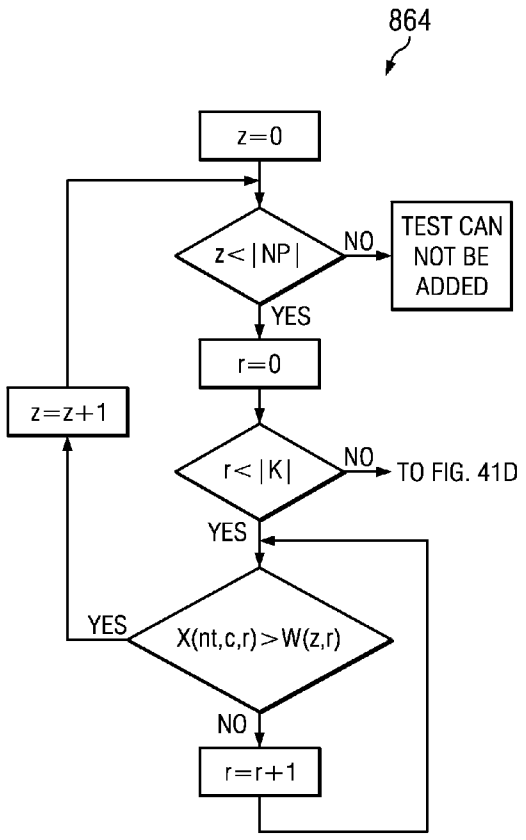 864
z=0
z<|NP|
NO
TEST CAN
NOT BE
ADDED
YES
r=0
z=z+1
r<|K|
NO
TO FIG. 41D
YES
YES
X(nt,c,r)>W(z,r)
NO
r=r+1